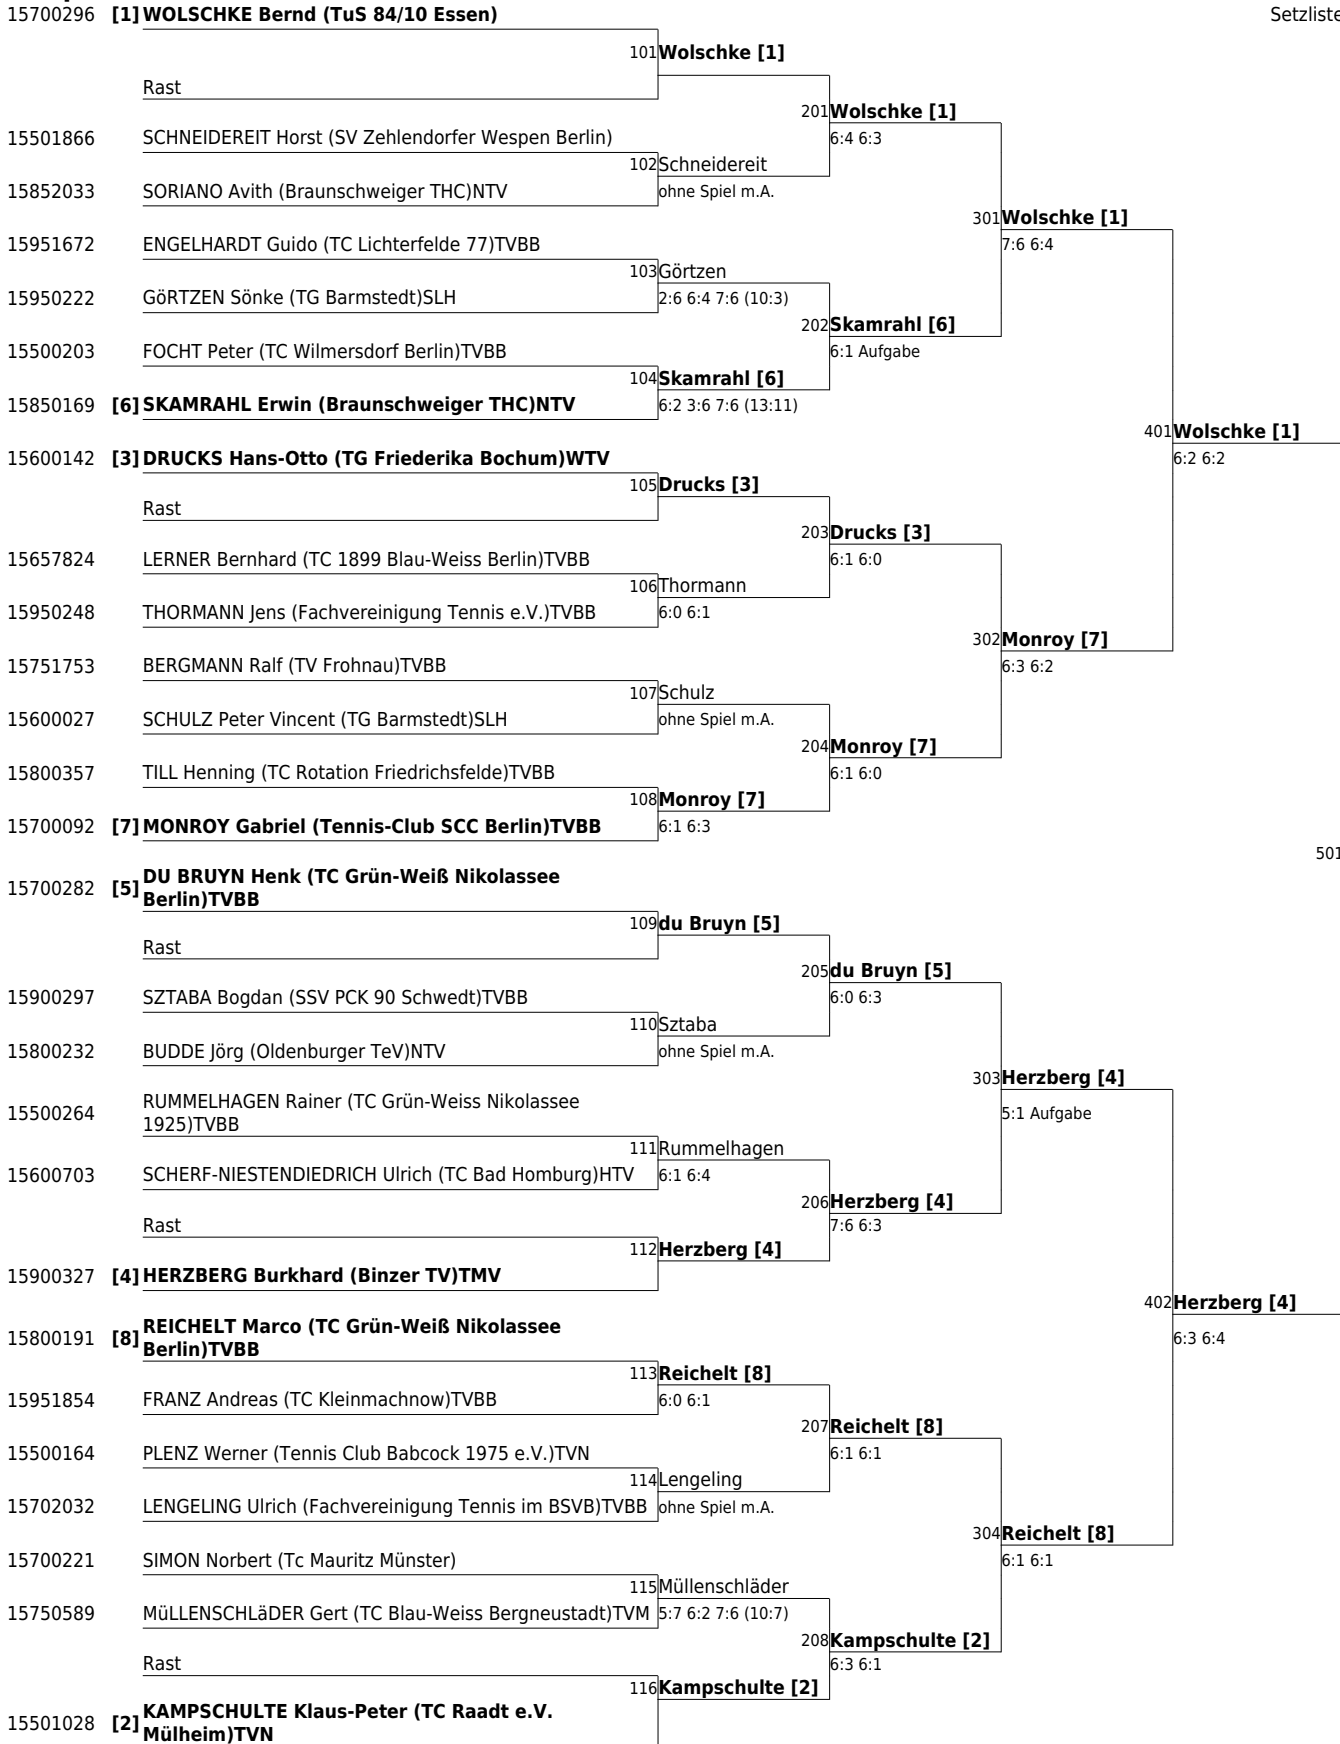 15700296 [1] WOLSCHKE Bernd (TuS 84/10 Essen)
Setzliste
101 Wolschke [1]
Rast
201 Wolschke [1]
15501866 SCHNEIDEREIT Horst (SV Zehlendorfer Wespen Berlin)
6:4 6:3
102 Schneidereit
15852033 SORIANO Avith (Braunschweiger THC)NTV
ohne Spiel m.A.
301 Wolschke [1]
15951672 ENGELHARDT Guido (TC Lichterfelde 77)TVBB
7:6 6:4
103 Görtzen
15950222 GöRTZEN Sönke (TG Barmstedt)SLH
2:6 6:4 7:6 (10:3)
202 Skamrahl [6]
15500203 FOCHT Peter (TC Wilmersdorf Berlin)TVBB
6:1 Aufgabe
104 Skamrahl [6]
15850169 [6] SKAMRAHL Erwin (Braunschweiger THC)NTV
6:2 3:6 7:6 (13:11)
401 Wolschke [1]
15600142 [3] DRUCKS Hans-Otto (TG Friederika Bochum)WTV
6:2 6:2
105 Drucks [3]
Rast
203 Drucks [3]
15657824 LERNER Bernhard (TC 1899 Blau-Weiss Berlin)TVBB
6:1 6:0
106 Thormann
15950248 THORMANN Jens (Fachvereinigung Tennis e.V.)TVBB
6:0 6:1
302 Monroy [7]
15751753 BERGMANN Ralf (TV Frohnau)TVBB
6:3 6:2
107 Schulz
15600027 SCHULZ Peter Vincent (TG Barmstedt)SLH
ohne Spiel m.A.
204 Monroy [7]
15800357 TILL Henning (TC Rotation Friedrichsfelde)TVBB
6:1 6:0
108 Monroy [7]
15700092 [7] MONROY Gabriel (Tennis-Club SCC Berlin)TVBB
6:1 6:3
501
15700282 [5] DU BRUYN Henk (TC Grün-Weiß Nikolassee
Berlin)TVBB
109 du Bruyn [5]
Rast
205 du Bruyn [5]
15900297 SZTABA Bogdan (SSV PCK 90 Schwedt)TVBB
6:0 6:3
110 Sztaba
15800232 BUDDE Jörg (Oldenburger TeV)NTV
ohne Spiel m.A.
303 Herzberg [4]
15500264 RUMMELHAGEN Rainer (TC Grün-Weiss Nikolassee
1925)TVBB
5:1 Aufgabe
111 Rummelhagen
15600703 SCHERF-NIESTENDIEDRICH Ulrich (TC Bad Homburg)HTV
6:1 6:4
206 Herzberg [4]
Rast
7:6 6:3
112 Herzberg [4]
15900327 [4] HERZBERG Burkhard (Binzer TV)TMV
402 Herzberg [4]
15800191 [8] REICHELT Marco (TC Grün-Weiß Nikolassee
Berlin)TVBB
6:3 6:4
113 Reichelt [8]
15951854 FRANZ Andreas (TC Kleinmachnow)TVBB
6:0 6:1
207 Reichelt [8]
15500164 PLENZ Werner (Tennis Club Babcock 1975 e.V.)TVN
6:1 6:1
114 Lengeling
15702032 LENGELING Ulrich (Fachvereinigung Tennis im BSVB)TVBB
ohne Spiel m.A.
304 Reichelt [8]
15700221 SIMON Norbert (Tc Mauritz Münster)
6:1 6:1
115 Müllenschläder
15750589 MüLLENSCHLäDER Gert (TC Blau-Weiss Bergneustadt)TVM
5:7 6:2 7:6 (10:7)
208 Kampschulte [2]
Rast
6:3 6:1
116 Kampschulte [2]
15501028 [2] KAMPSCHULTE Klaus-Peter (TC Raadt e.V.
Mülheim)TVN